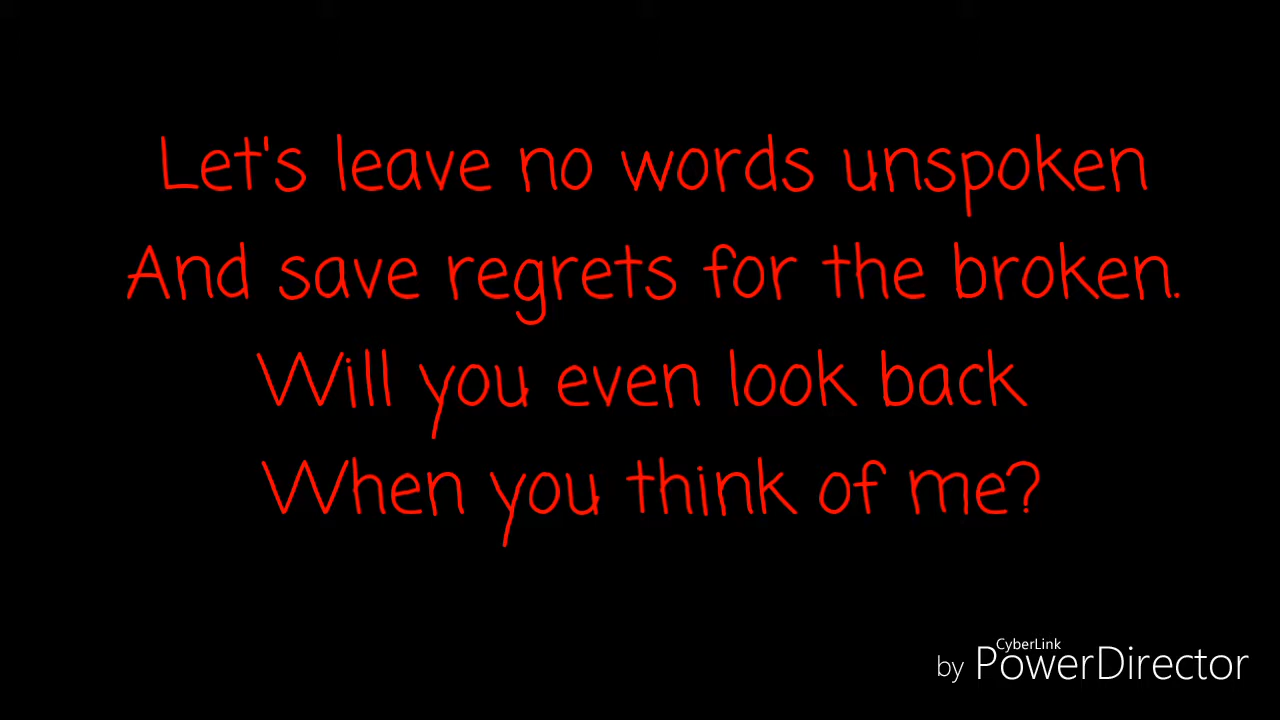 Let's leave no words unspoken
And save regrets for the broken.
Will you even look back
When you think of me?
CyberLink
by PowerDirector